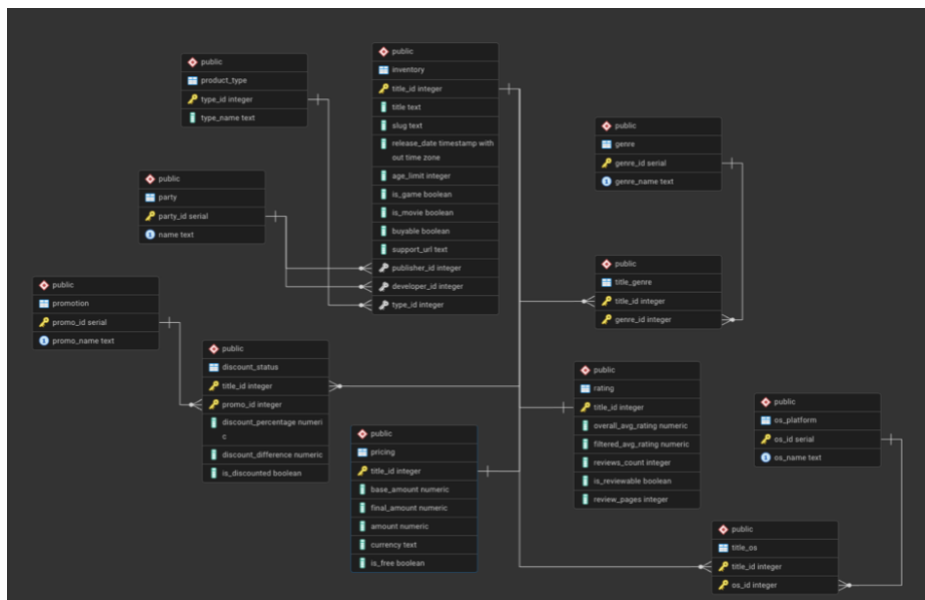 public
product_type
type_id integer
type_name text
public
party
party_id serial
name text
public
promotion
promo_id serial
promo_name text
public
discount_status
title_id integer
promo_id integer
discount_percentage numeri
c
discount_difference numeric
is_discounted boolean
public
inventory
title_id integer
title text
slug text
release_date timestamp with
out time zone
age_limit integer
is_game boolean
is_movie boolean
buyable boolean
support_url text
publisher_id integer
developer_id integer
type_id integer
public
pricing
title_id integer
base_amount numeric
final_amount numeric
amount numeric
currency text
is_free boolean
public
genre
genre_id serial
genre_name text
public
title_genre
title_id integer
genre_id integer
public
rating
title_id integer
overall_avg_rating numeric
filtered_avg_rating numeric
reviews_count integer
is_reviewable boolean
review_pages integer
public
os_platform
os_id serial
os_name text
public
title_os
title_id integer
os_id integer